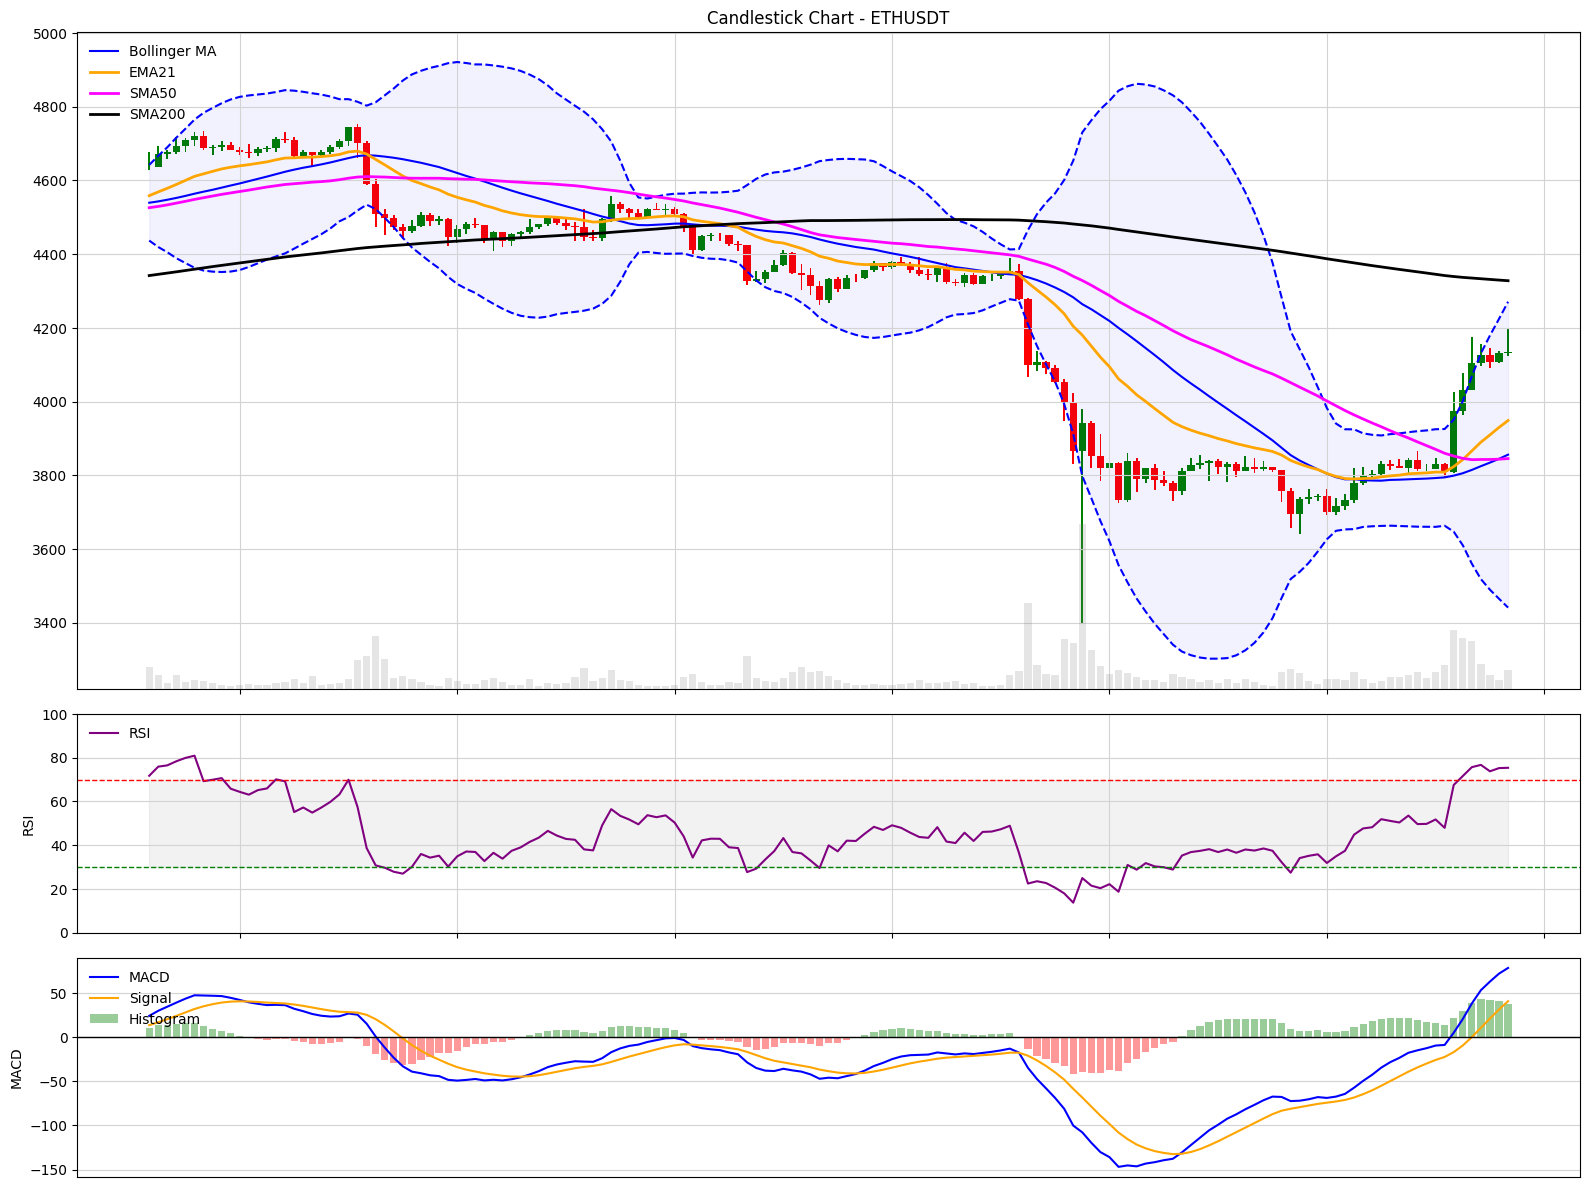 Candlestick Chart - ETHUSDT
5000
4800
4600
4400
4200
4000
3800
3600
3400
Bollinger MA
EMA21
SMA50
SMA200
100
80
60
40
20
0
RSI
RSI
50
0
−50
−100
−150
MACD
MACD
Signal
Histogram